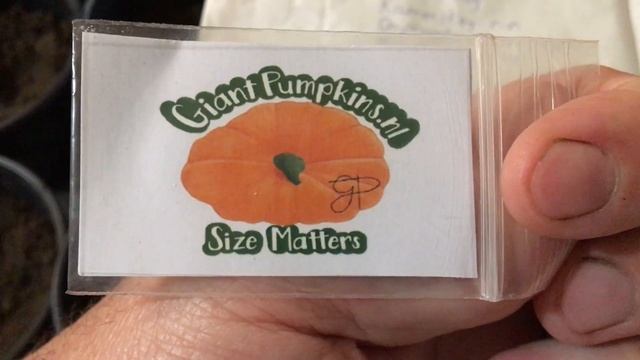 GiantPumpkins.nl
GP
Size Matters